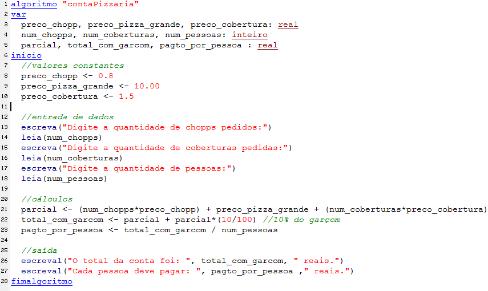 1 algoritmo "contaPizzaria"
2 var
3 preco_chopp, preco_pizza_grande, preco_cobertura: real
4 num_chopps, num_coberturas, num_pessoas: inteiro
5 parcial, total_com_garcom, pagto_por_pessoa : real
6 inicio
7 //valores constantes
8 preco_chopp <- 0.8
9 preco_pizza_grande <- 10.00
10 preco_cobertura <- 1.5
11
12 //entrada de dados
13 escreva("Digite a quantidade de chopps pedidos:")
14 leia(num_chopps)
15 escreva("Digite a quantidade de coberturas pedidas:")
16 leia(num_coberturas)
17 escreva("Digite a quantidade de pessoas:")
18 leia(num_pessoas)
19
20 //cálculos
21 parcial <- (num_chopps*preco_chopp) + preco_pizza_grande + (num_coberturas*preco_cobertura)
22 total_com_garcom <- parcial + parcial*(10/100) //10% do garçom
23 pagto_por_pessoa <- total_com_garcom / num_pessoas
24
25 //saída
26 escreval("O total da conta foi: ", total_com_garcom, " reais.")
27 escreval("Cada pessoa deve pagar: ", pagto_por_pessoa ," reais.")
28 fimalgoritmo